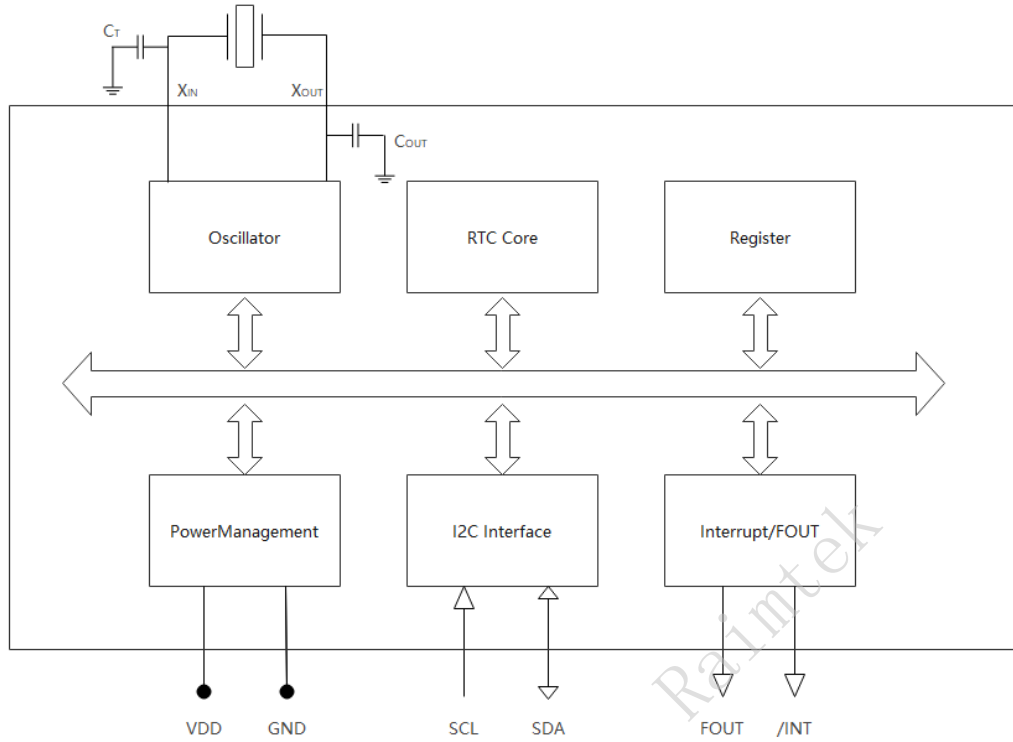 CT
XIN
XOUT
COUT
Oscillator
RTC Core
Register
PowerManagement
I2C Interface
Interrupt/FOUT
Raimtek
VDD
GND
SCL
SDA
FOUT
/INT